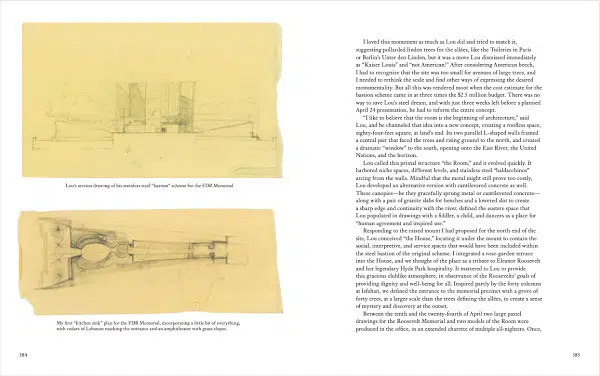 Lou's section drawing of his stainless steel "bastion" scheme for the FDR Memorial
My first "kitchen sink" plan for the FDR Memorial, incorporating a little bit of everything,
with cedars of Lebanon marking the entrance and an amphitheater with grass slopes
384
I loved this monument as much as Lou did and tried to match it,
suggesting pollarded linden trees for the allées, like the Tuileries in Paris
or Berlin's Unter den Linden, but it was a move Lou dismissed immediately
as "Kaiser Louis" and "not American!" After considering American beech,
I had to recognize that the site was too small for avenues of large trees, and
I needed to rethink the scale and find other ways of expressing the desired
monumentality. But all this was rendered moot when the cost estimate for the
bastion scheme came in at three times the $2.3 million budget. There was no
way to save Lou's steel dream, and with just three weeks left before a planned
April 24 presentation, he had to reform the entire concept.
"I like to believe that the room is the beginning of architecture," said
Lou, and he channeled that idea into a new concept, creating a roofless space,
eighty-four-feet square, at land's end. Its two parallel L-shaped walls framed
a central pier that faced the trees and rising ground to the north, and created
a dramatic "window" to the south, opening onto the East River, the United
Nations, and the horizon.
Lou called this primal structure "the Room," and it evolved quickly. It
harbored niche spaces, different levels, and stainless steel "baldacchinos"
arcing from the walls. Mindful that the metal might still prove too costly,
Lou developed an alternative version with cantilevered concrete as well.
These canopies—be they gracefully sprung metal or cantilevered concrete—
along with a pair of granite slabs for benches and a lowered slot to create
a sharp edge and continuity with the river, defined the austere space that
Lou populated in drawings with a fiddler, a child, and dancers as a place for
"human agreement and inspired use."
Responding to the raised mount I had proposed for the north end of the
site, Lou conceived "the House," locating it under the mount to contain the
social, interpretive, and service spaces that would have been included within
the steel bastion of the original scheme. I integrated a rose-garden terrace
into the House, and we thought of the place as a tribute to Eleanor Roosevelt
and her legendary Hyde Park hospitality. It mattered to Lou to provide
this gracious clublike atmosphere, in observance of the Roosevelts' goals of
providing dignity and well-being for all. Inspired partly by the forty columns
at Isfahan, we defined the entrance to the memorial precinct with a grove of
forty trees, at a larger scale than the trees defining the allées, to create a sense
of mystery and discovery at the outset.
Between the tenth and the twenty-fourth of April two large pastel
drawings for the Roosevelt Memorial and two models of the Room were
produced in the office, in an extended charette of multiple all-nighters. Once,
385